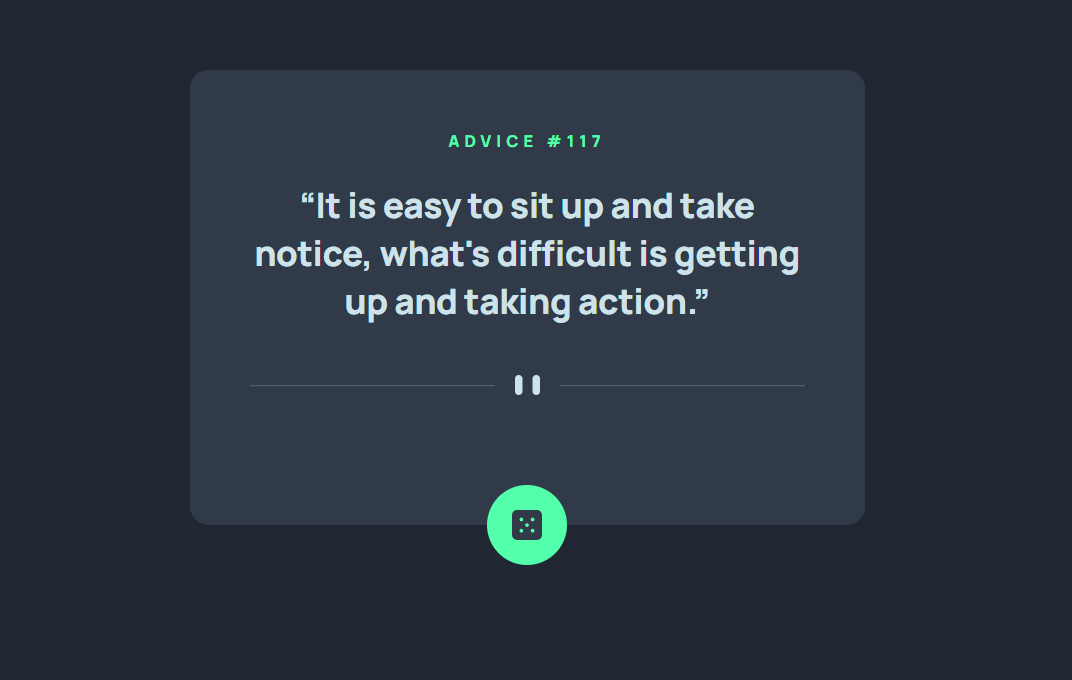 ADVICE #117
“It is easy to sit up and take
notice, what's difficult is getting
up and taking action.”